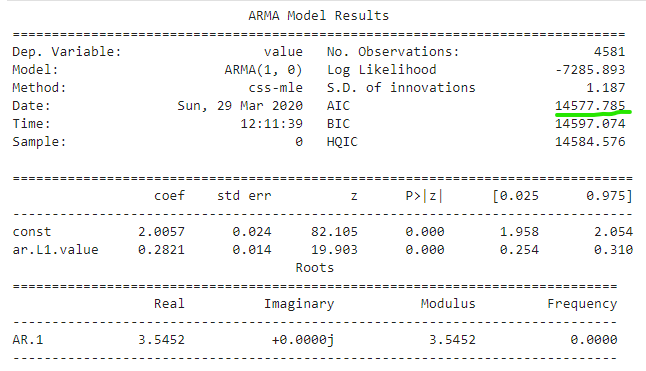 ARMA Model Results
==============================================================================
Dep. Variable: value No. Observations: 4581
Model: ARMA(1, 0) Log Likelihood -7285.893
Method: css-mle S.D. of innovations 1.187
Date: Sun, 29 Mar 2020 AIC 14577.785
Time: 12:11:39 BIC 14597.074
Sample: 0 HQIC 14584.576
==============================================================================
coef std err z P>|z| [0.025 0.975]
------------------------------------------------------------------------------
const 2.0057 0.024 82.105 0.000 1.958 2.054
ar.L1.value 0.2821 0.014 19.903 0.000 0.254 0.310
Roots
=============================================================================
Real Imaginary Modulus Frequency
-----------------------------------------------------------------------------
AR.1 3.5452 +0.0000j 3.5452 0.0000
-----------------------------------------------------------------------------